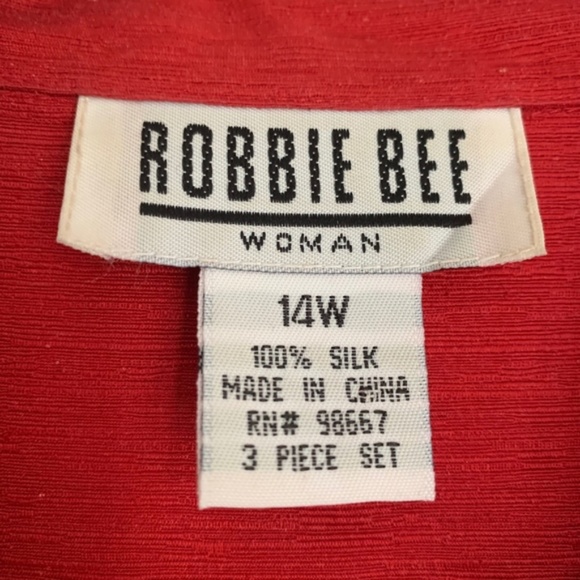 ROBBIE BEE
WOMAN
14W
100% SILK
MADE IN CHINA
RN# 98667
3 PIECE SET